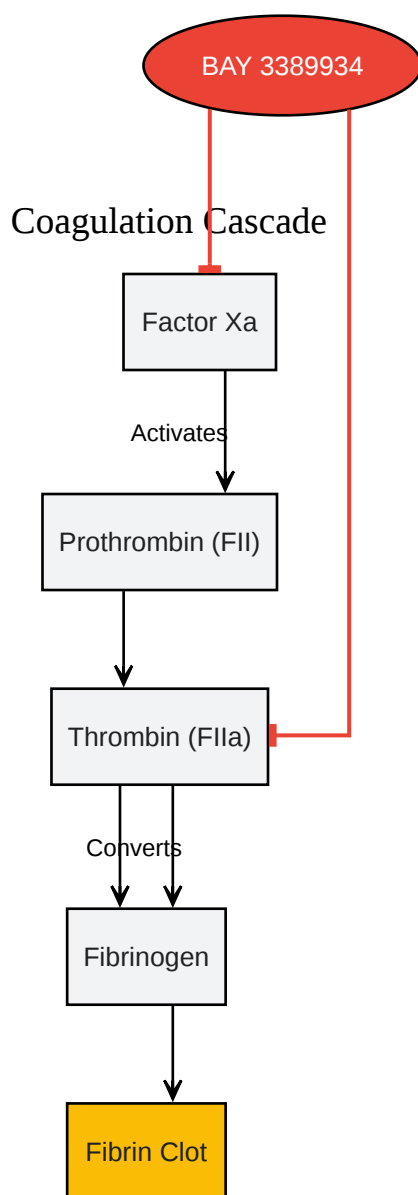 BAY 3389934
Coagulation Cascade
Factor Xa
Activates
Prothrombin (FII)
Thrombin (FIIa)
Converts
Fibrinogen
Fibrin Clot